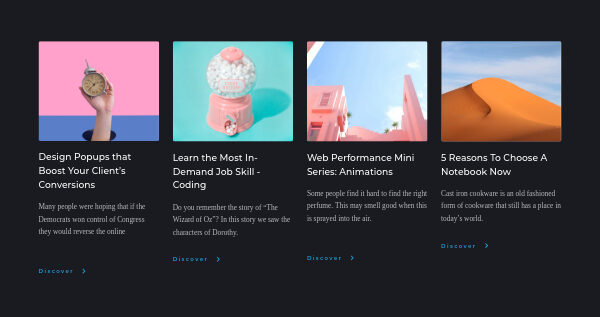 Design Popups that
Boost Your Client's
Conversions
Many people were hoping that if the
Democrats won control of Congress
they would reverse the online
Discover
Learn the Most In-
Demand Job Skill -
Coding
Do you remember the story of “The
Wizard of Oz”? In this story we saw the
characters of Dorothy.
Discover
Web Performance Mini
Series: Animations
Some people find it hard to find the right
perfume. This may smell good when this
is sprayed into the air.
Discover
5 Reasons To Choose A
Notebook Now
Cast iron cookware is an old fashioned
form of cookware that still has a place in
today’s world.
Discover